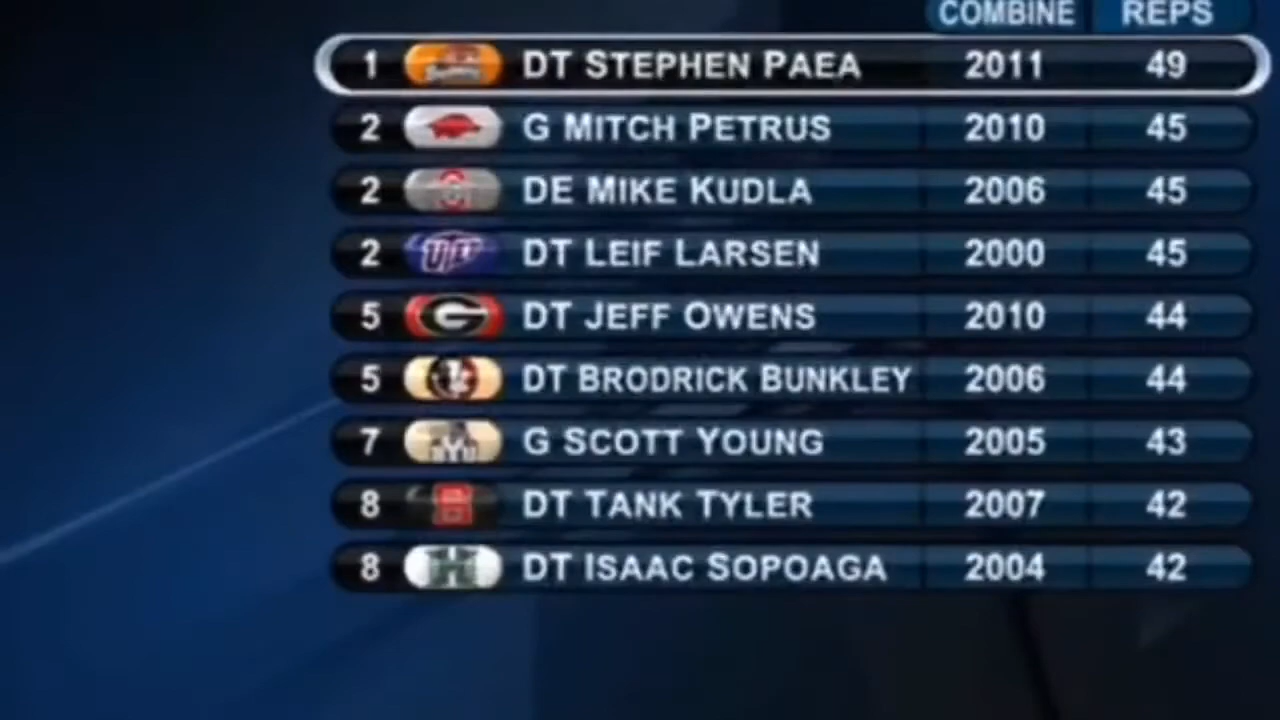 COMBINE REPS
1 DT STEPHEN PAEA 2011 49
2 G MITCH PETRUS 2010 45
2 DE MIKE KUDLA 2006 45
2 DT LEIF LARSEN 2000 45
5 G DT JEFF OWENS 2010 44
5 DT BRODRICK BUNKLEY 2006 44
7 G SCOTT YOUNG 2005 43
8 DT TANK TYLER 2007 42
8 H DT ISAAC SOPOAGA 2004 42